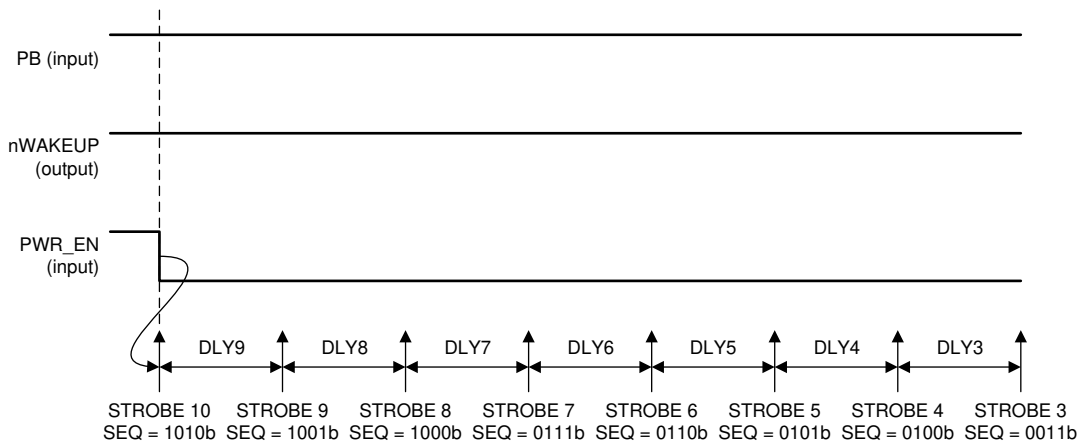 PB (input)
nWAKEUP
(output)
PWR_EN
(input)
DLY9 DLY8 DLY7 DLY6 DLY5 DLY4 DLY3
STROBE 10 STROBE 9 STROBE 8 STROBE 7 STROBE 6 STROBE 5 STROBE 4 STROBE 3
SEQ = 1010b SEQ = 1001b SEQ = 1000b SEQ = 0111b SEQ = 0110b SEQ = 0101b SEQ = 0100b SEQ = 0011b